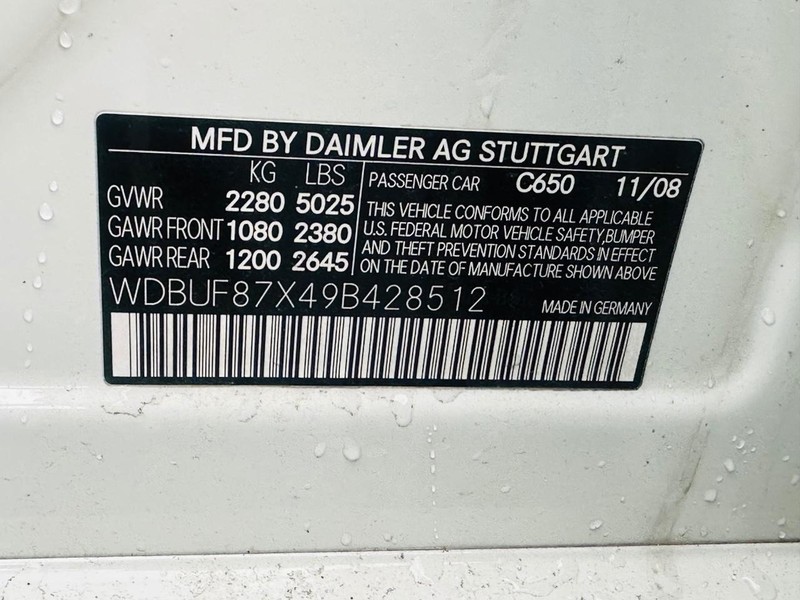 MFD BY DAIMLER AG STUTTGART
KG LBS
GVWR 2280 5025
GAWR FRONT 1080 2380
GAWR REAR 1200 2645
PASSENGER CAR C650 11/08
THIS VEHICLE CONFORMS TO ALL APPLICABLE
U.S. FEDERAL MOTOR VEHICLE SAFETY,BUMPER
AND THEFT PREVENTION STANDARDS IN EFFECT
ON THE DATE OF MANUFACTURE SHOWN ABOVE
WDBUF87X49B428512 MADE IN GERMANY